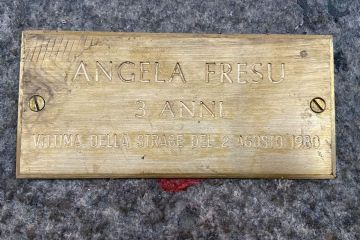 ANGELA FRESU
3 ANNI
VITTIMA DELLA STRAGE DEL 2 AGOSTO 1980